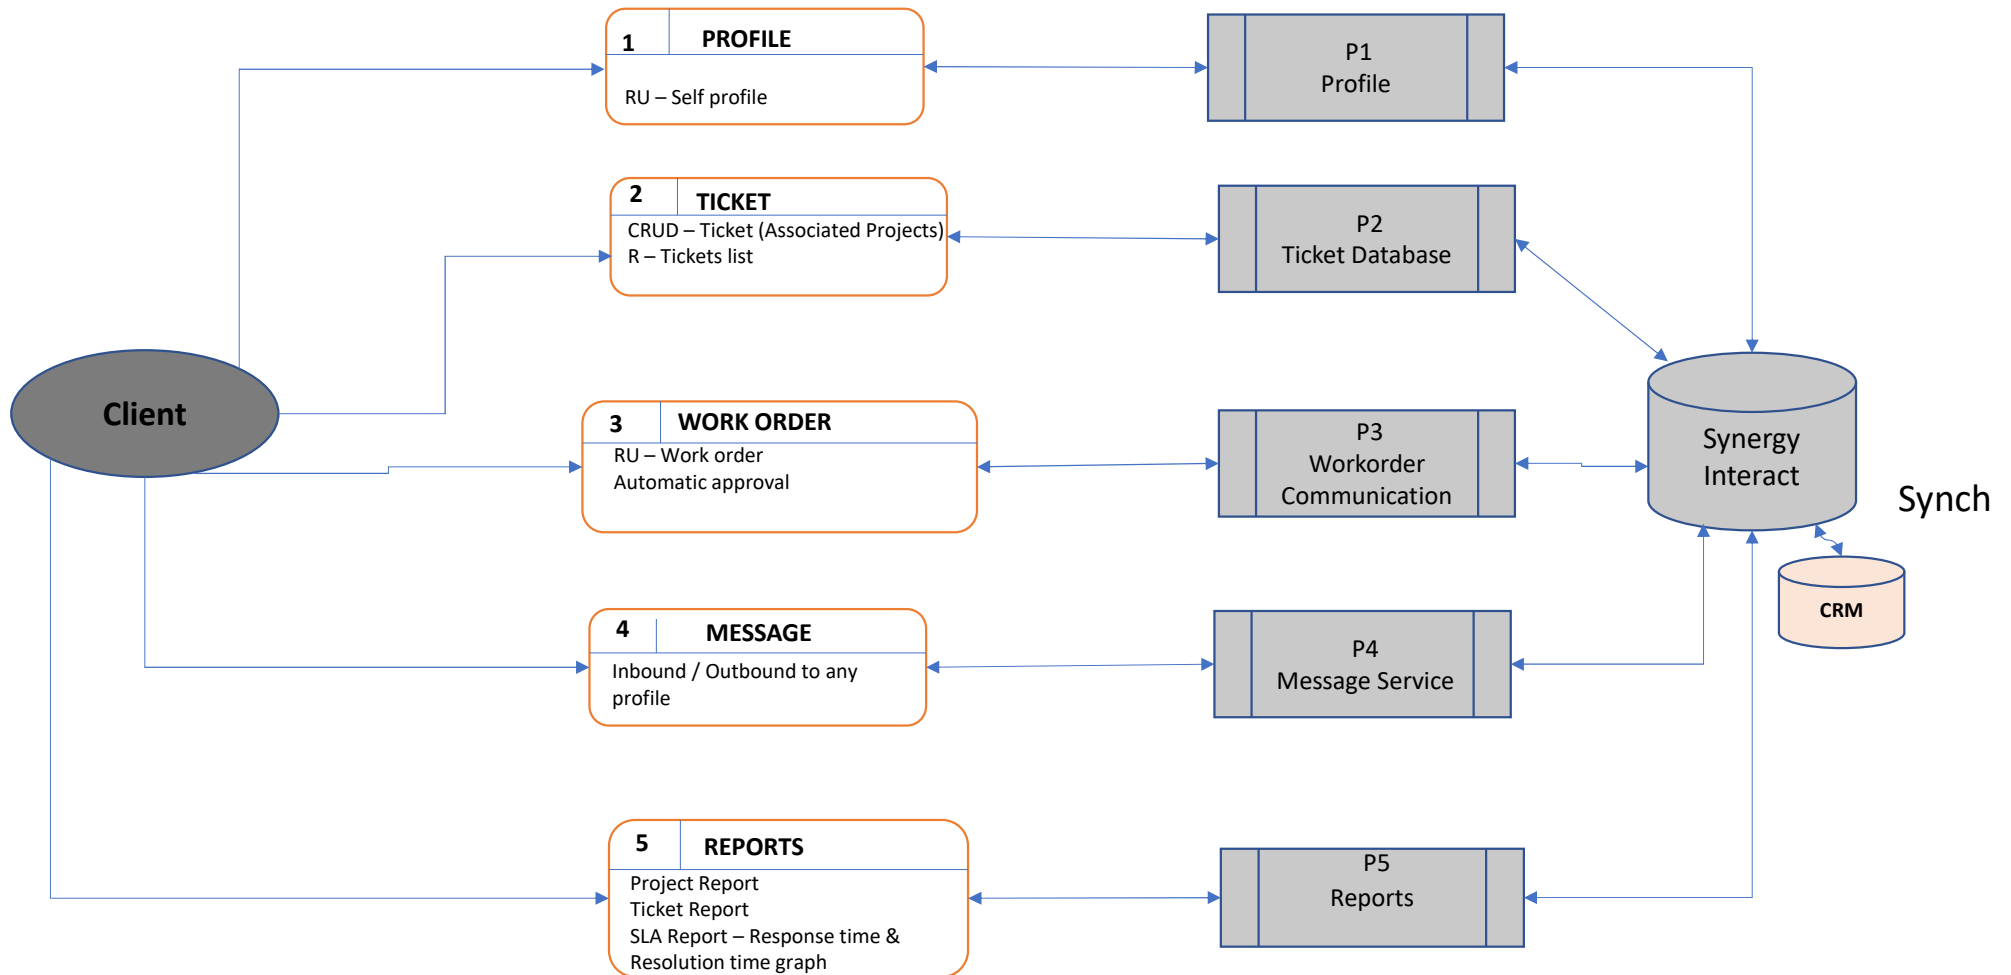 1 PROFILE
RU – Self profile
P1
Profile
2 TICKET
CRUD – Ticket (Associated Projects)
R – Tickets list
P2
Ticket Database
Client
3 WORK ORDER
RU – Work order
Automatic approval
P3
Workorder
Communication
Synergy
Interact
Synch
CRM
4 MESSAGE
Inbound / Outbound to any
profile
P4
Message Service
5 REPORTS
Project Report
Ticket Report
SLA Report – Response time &
Resolution time graph
P5
Reports